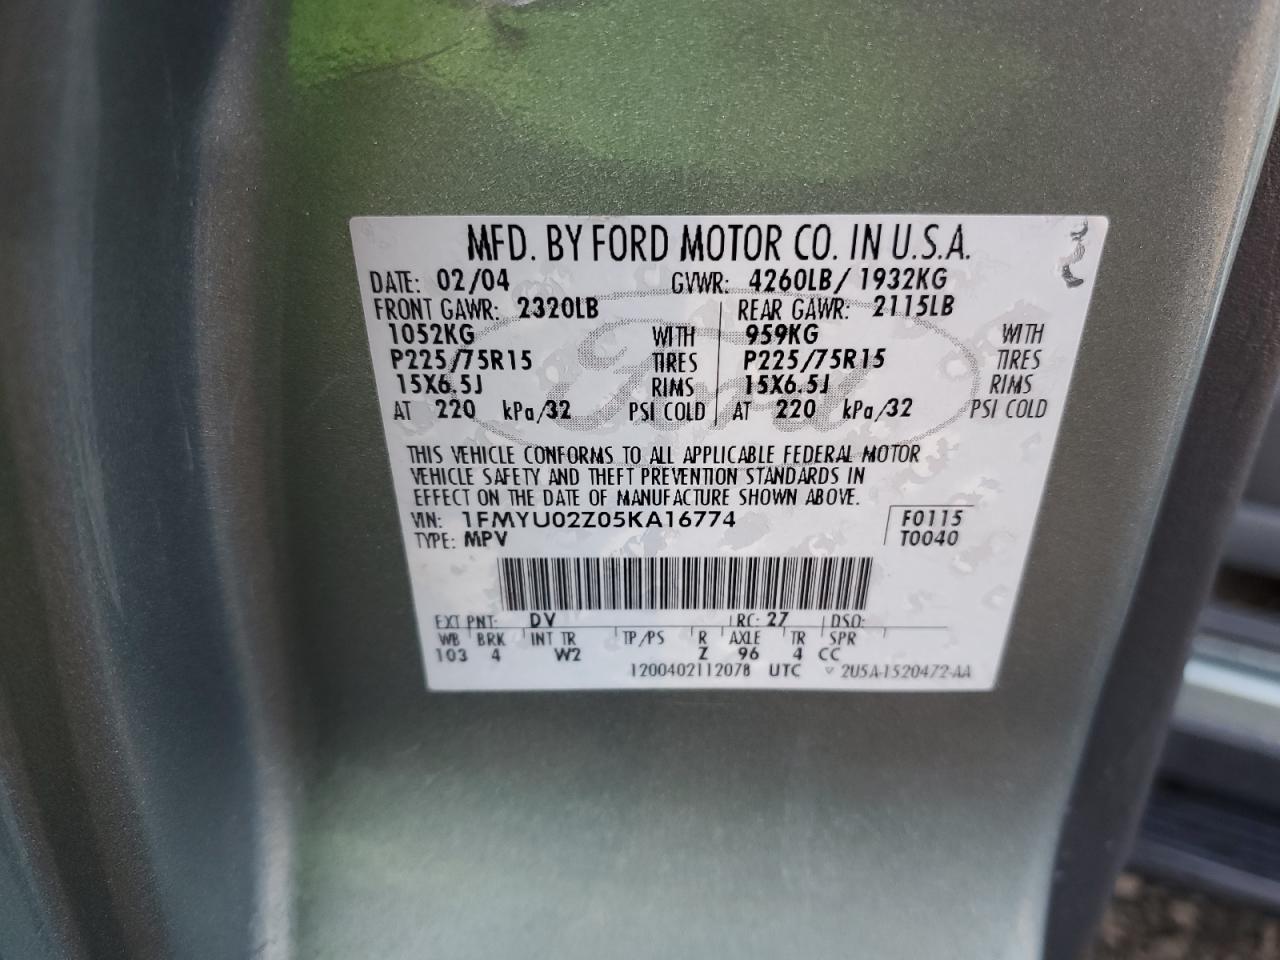 MFD. BY FORD MOTOR CO. IN U.S.A.
DATE: 02/04 GVWR: 4260LB/ 1932KG
FRONT GAWR: 2320LB REAR GAWR: 2115LB
1052KG WITH 959KG WITH
P225/75R15 TIRES P225/75R15 TIRES
15X6.5J RIMS 15X6.5J RIMS
AT 220 kPa/32 PSI COLD AT 220 kPa/32 PSI COLD
Ford
THIS VEHICLE CONFORMS TO ALL APPLICABLE FEDERAL MOTOR
VEHICLE SAFETY AND THEFT PREVENTION STANDARDS IN
EFFECT ON THE DATE OF MANUFACTURE SHOWN ABOVE.
VIN: 1FMYU02Z05KA16774 F0115
TYPE: MPV T0040
EXT PNT: DV RC: 27 DSO:
WB BRK INT TR TP/PS R AXLE TR SPR
103 4 W2 Z 96 4 CC
1200402112078 UTC ▽ 2U5A-1520472-AA